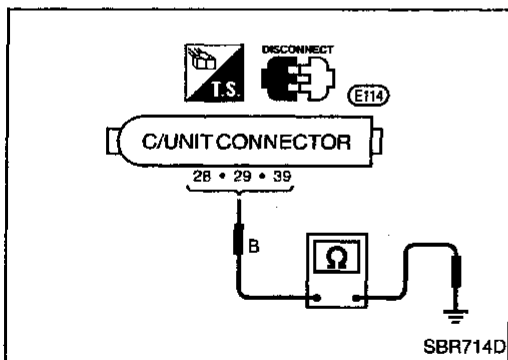 DISCONNECT
T.S.
E114
C/UNIT CONNECTOR
28 • 29 • 39
B
Ω
SBR714D